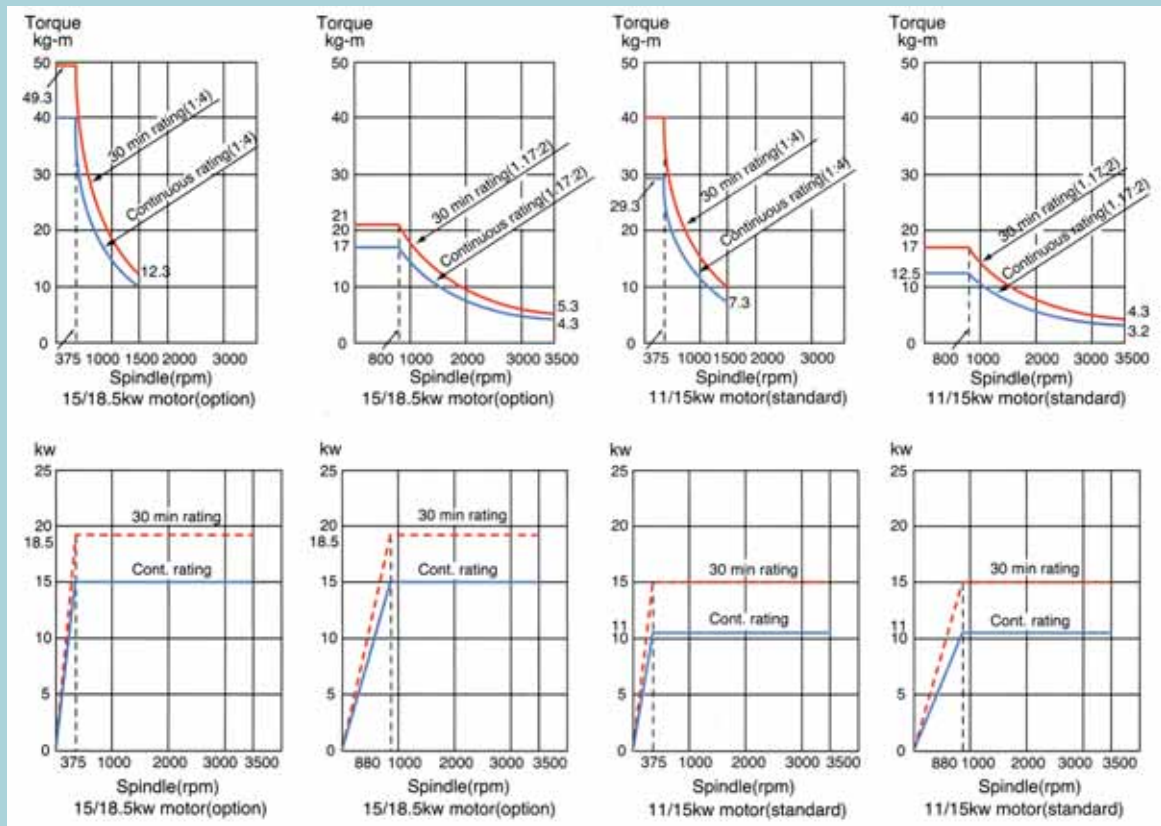 Torque
kg-m
50
49.3
40
30
20
10
0
30 min rating(1:4)
Continuous rating(1:4)
12.3
375 1000 1500 2000 3000
Spindle(rpm)
15/18.5kw motor(option)
Torque
kg-m
50
40
30
21
20
17
10
0
30 min rating(1.17:2)
Continuous rating(1.17:2)
5.3
4.3
800 1000 2000 3000 3500
Spindle(rpm)
15/18.5kw motor(option)
Torque
kg-m
50
40
30
29.3
20
10
0
30 min rating(1:4)
Continuous rating(1:4)
7.3
375 1000 1500 2000 3000
Spindle(rpm)
11/15kw motor(standard)
Torque
kg-m
50
40
30
20
17
12.5
10
0
30 min rating(1.17:2)
Continuous rating(1.17:2)
4.3
3.2
800 1000 2000 3000 3500
Spindle(rpm)
11/15kw motor(standard)
kw
25
20
18.5
15
10
5
0
30 min rating
Cont. rating
375 1000 2000 3000 3500
Spindle(rpm)
15/18.5kw motor(option)
kw
25
20
18.5
15
10
5
0
30 min rating
Cont. rating
880 1000 2000 3000 3500
Spindle(rpm)
15/18.5kw motor(option)
kw
25
20
15
11
10
5
0
30 min rating
Cont. rating
375 1000 2000 3000 3500
Spindle(rpm)
11/15kw motor(standard)
kw
25
20
15
11
10
5
0
30 min rating
Cont. rating
880 1000 2000 3000 3500
Spindle(rpm)
11/15kw motor(standard)